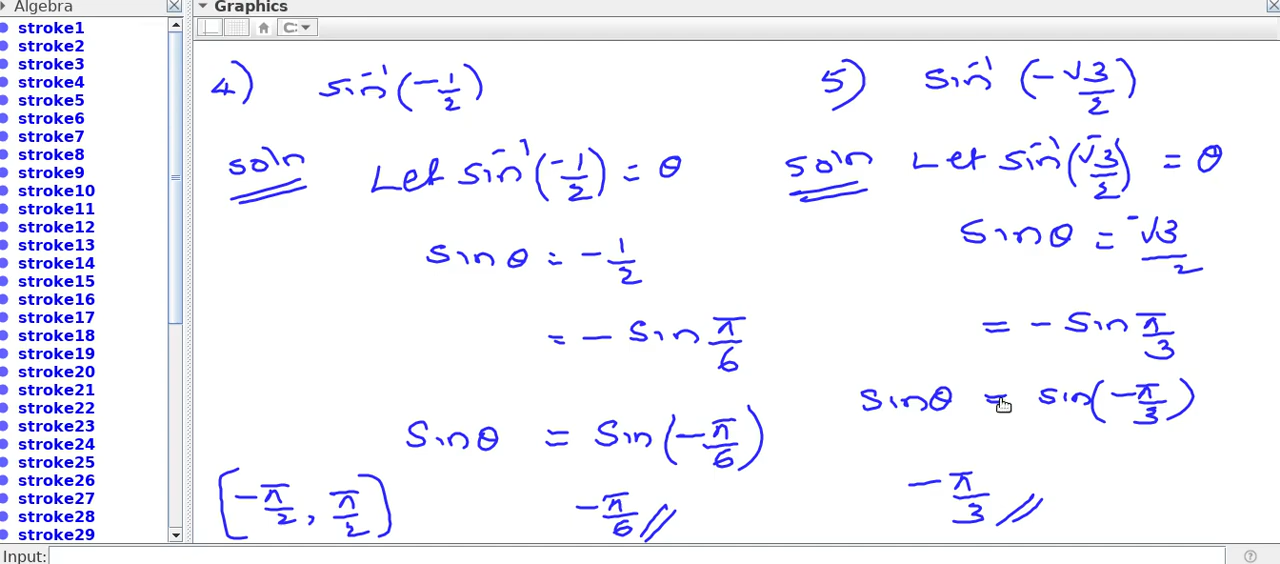 Algebra
stroke1
stroke2
stroke3
stroke4
stroke5
stroke6
stroke7
stroke8
stroke9
stroke10
stroke11
stroke12
stroke13
stroke14
stroke15
stroke16
stroke17
stroke18
stroke19
stroke20
stroke21
stroke22
stroke23
stroke24
stroke25
stroke26
stroke27
stroke28
stroke29
Graphics
C:
4) sin⁻¹(-1/2)
soln Let sin⁻¹(-1/2) = θ
sinθ = -1/2
= - sin π/6
sinθ = sin(-π/6)
[-π/2, π/2]
-π/6 //
5) sin⁻¹(-√3/2)
soln Let sin⁻¹(-√3/2) = θ
sinθ = -√3/2
= - sin π/3
sinθ = sin(-π/3)
-π/3 //
Input: